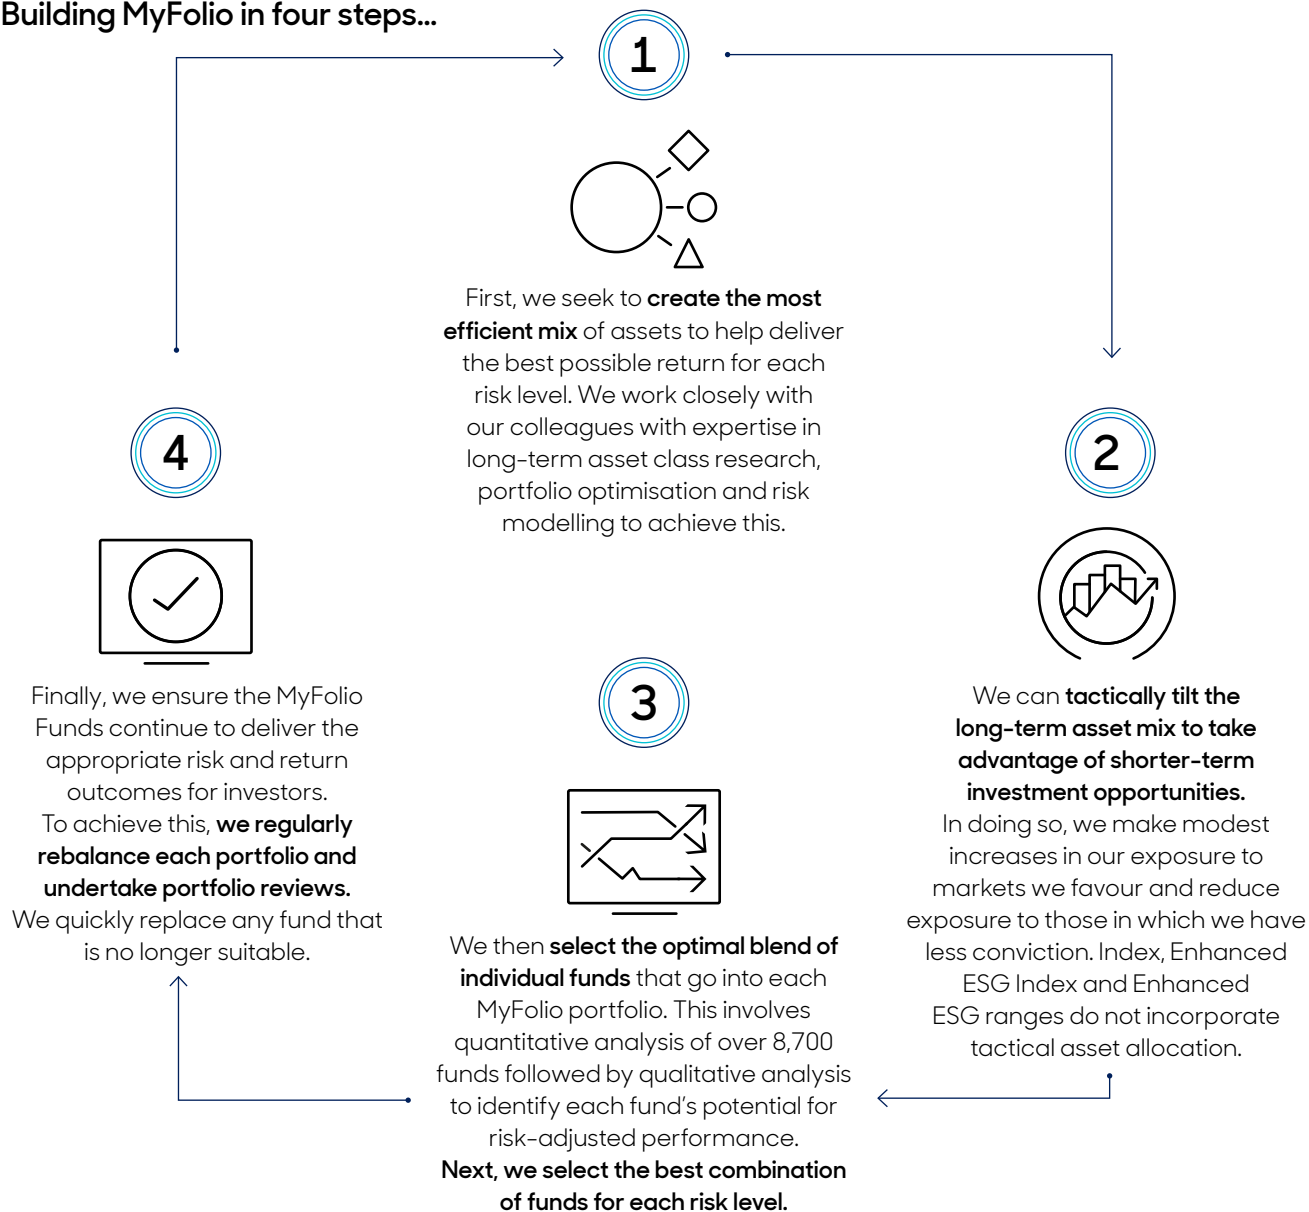 Building MyFolio in four steps...
1
First, we seek to create the most
efficient mix of assets to help deliver
the best possible return for each
risk level. We work closely with
our colleagues with expertise in
long-term asset class research,
portfolio optimisation and risk
modelling to achieve this.
2
We can tactically tilt the
long-term asset mix to take
advantage of shorter-term
investment opportunities.
In doing so, we make modest
increases in our exposure to
markets we favour and reduce
exposure to those in which we have
less conviction. Index, Enhanced
ESG Index and Enhanced
ESG ranges do not incorporate
tactical asset allocation.
3
We then select the optimal blend of
individual funds that go into each
MyFolio portfolio. This involves
quantitative analysis of over 8,700
funds followed by qualitative analysis
to identify each fund's potential for
risk-adjusted performance.
Next, we select the best combination
of funds for each risk level.
4
Finally, we ensure the MyFolio
Funds continue to deliver the
appropriate risk and return
outcomes for investors.
To achieve this, we regularly
rebalance each portfolio and
undertake portfolio reviews.
We quickly replace any fund that
is no longer suitable.